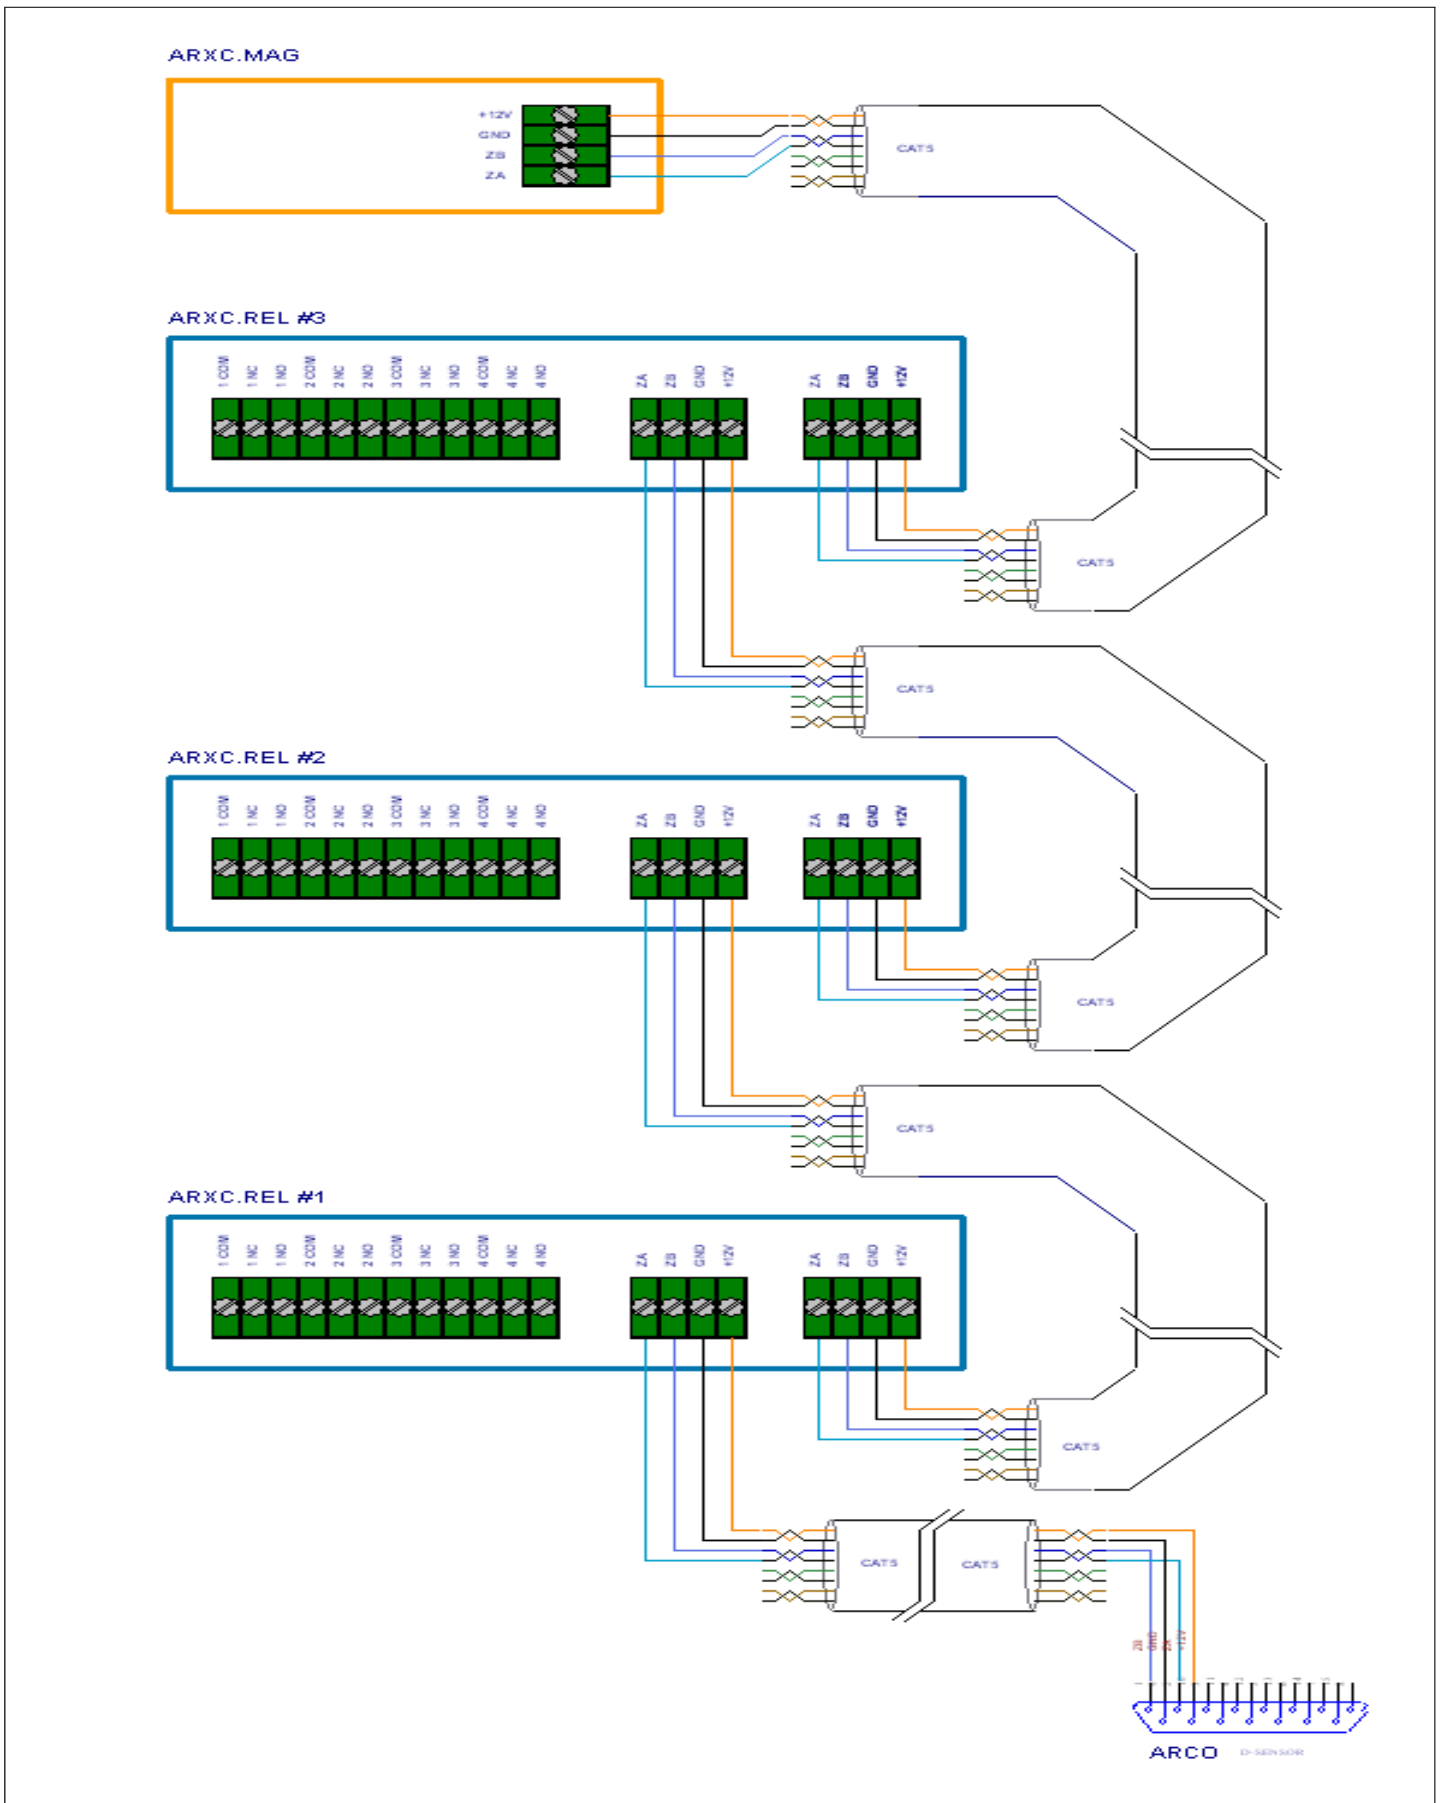 ARXC.MAG
+12V
GND
ZB
ZA
CAT5
ARXC.REL #3
1 COM 1 NC 1 NO 2 COM 2 NC 2 NO 3 COM 3 NC 3 NO 4 COM 4 NC 4 NO ZA ZB GND +12V ZA ZB GND +12V
CAT5
CAT5
ARXC.REL #2
1 COM 1 NC 1 NO 2 COM 2 NC 2 NO 3 COM 3 NC 3 NO 4 COM 4 NC 4 NO ZA ZB GND +12V ZA ZB GND +12V
CAT5
CAT5
ARXC.REL #1
1 COM 1 NC 1 NO 2 COM 2 NC 2 NO 3 COM 3 NC 3 NO 4 COM 4 NC 4 NO ZA ZB GND +12V ZA ZB GND +12V
CAT5
CAT5 CAT5
ZB GND ZA +12V
ARCO D-SENSOR